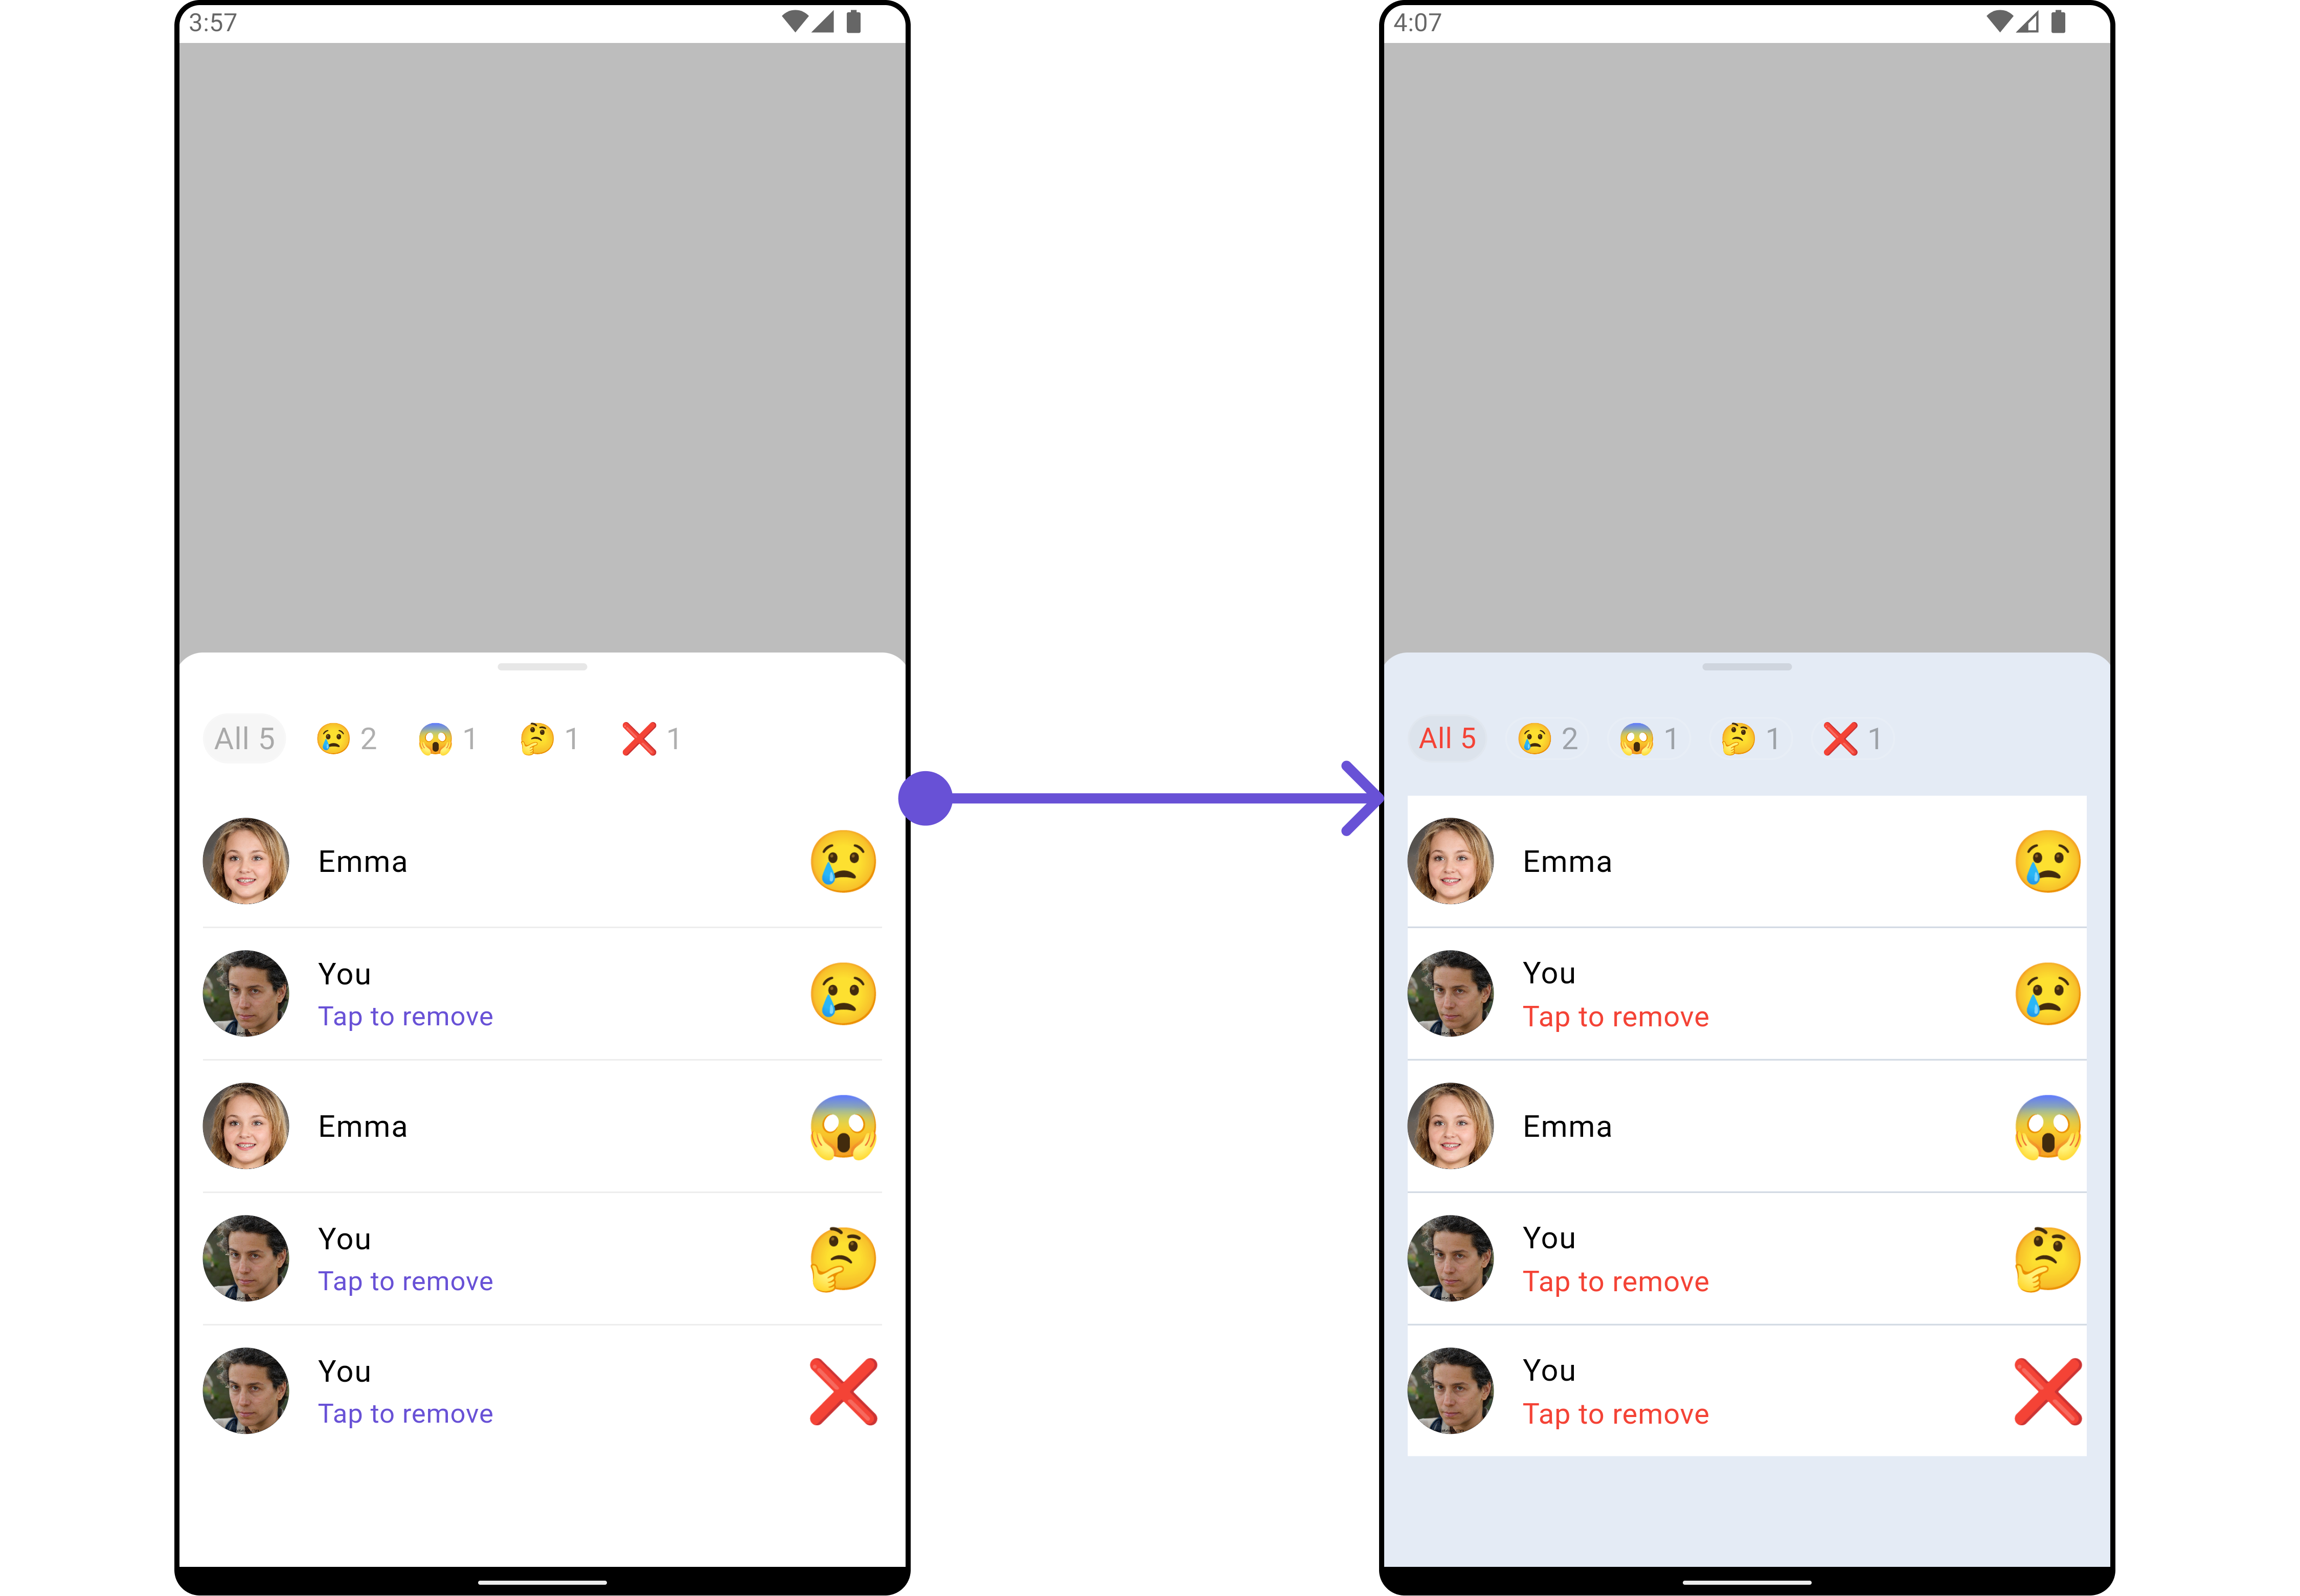 3:57
All 5 😢 2 😱 1 🤔 1 ❌ 1
Emma
You
Tap to remove
Emma
You
Tap to remove
You
Tap to remove
4:07
All 5 😢 2 😱 1 🤔 1 ❌ 1
Emma
You
Tap to remove
Emma
You
Tap to remove
You
Tap to remove